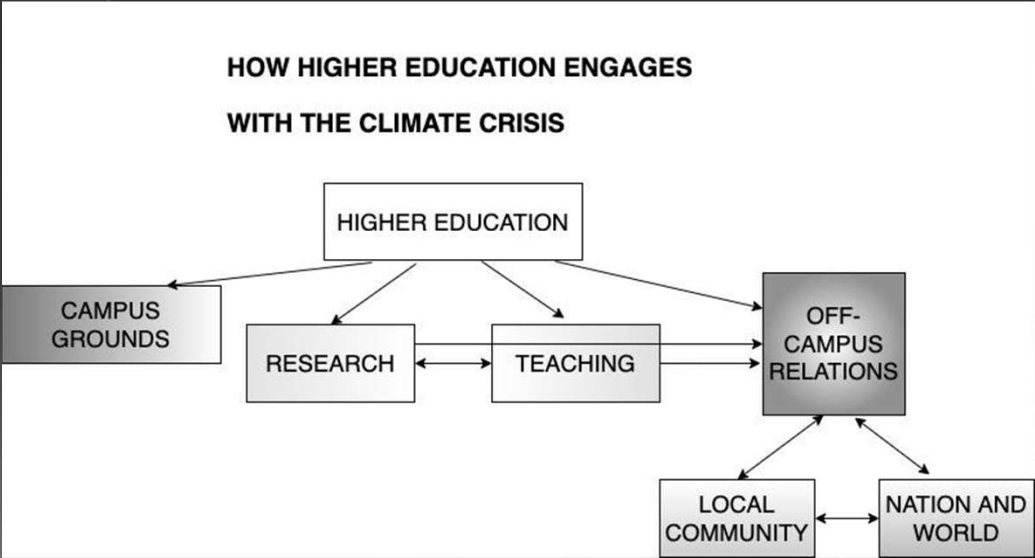 HOW HIGHER EDUCATION ENGAGES
WITH THE CLIMATE CRISIS
HIGHER EDUCATION
CAMPUS
GROUNDS
RESEARCH
TEACHING
OFF-
CAMPUS
RELATIONS
LOCAL
COMMUNITY
NATION AND
WORLD